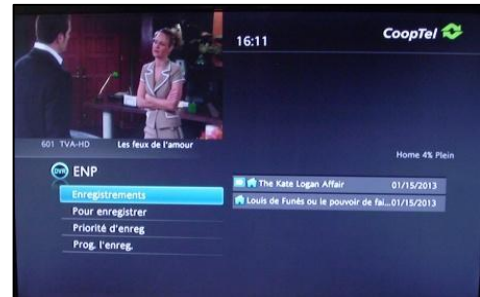 16:11
CoopTel
601 TVA-HD Les feux de l'amour
Home 4% Plein
DVR ENP
Enregistrements
Pour enregistrer
Priorité d'enreg
Prog. l'enreg.
The Kate Logan Affair 01/15/2013
Louis de Funès ou le pouvoir de fai...01/15/2013